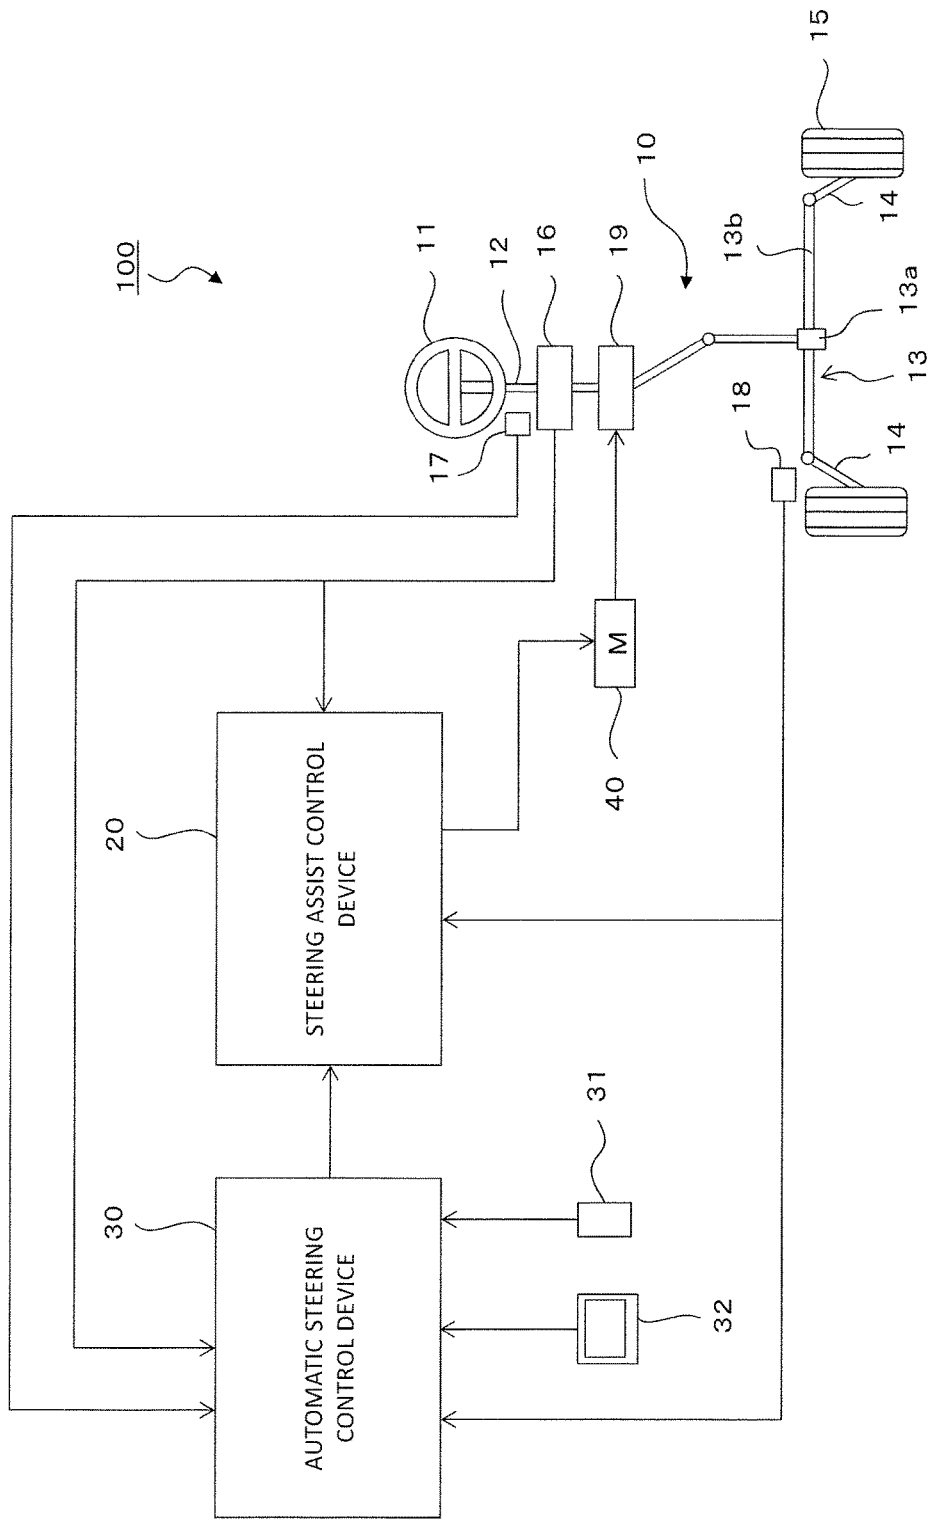 100
11
12
16
19
10
15
14
13b
13a
13
18
14
17
M
40
20
STEERING ASSIST CONTROL
DEVICE
30
AUTOMATIC STEERING
CONTROL DEVICE
31
32